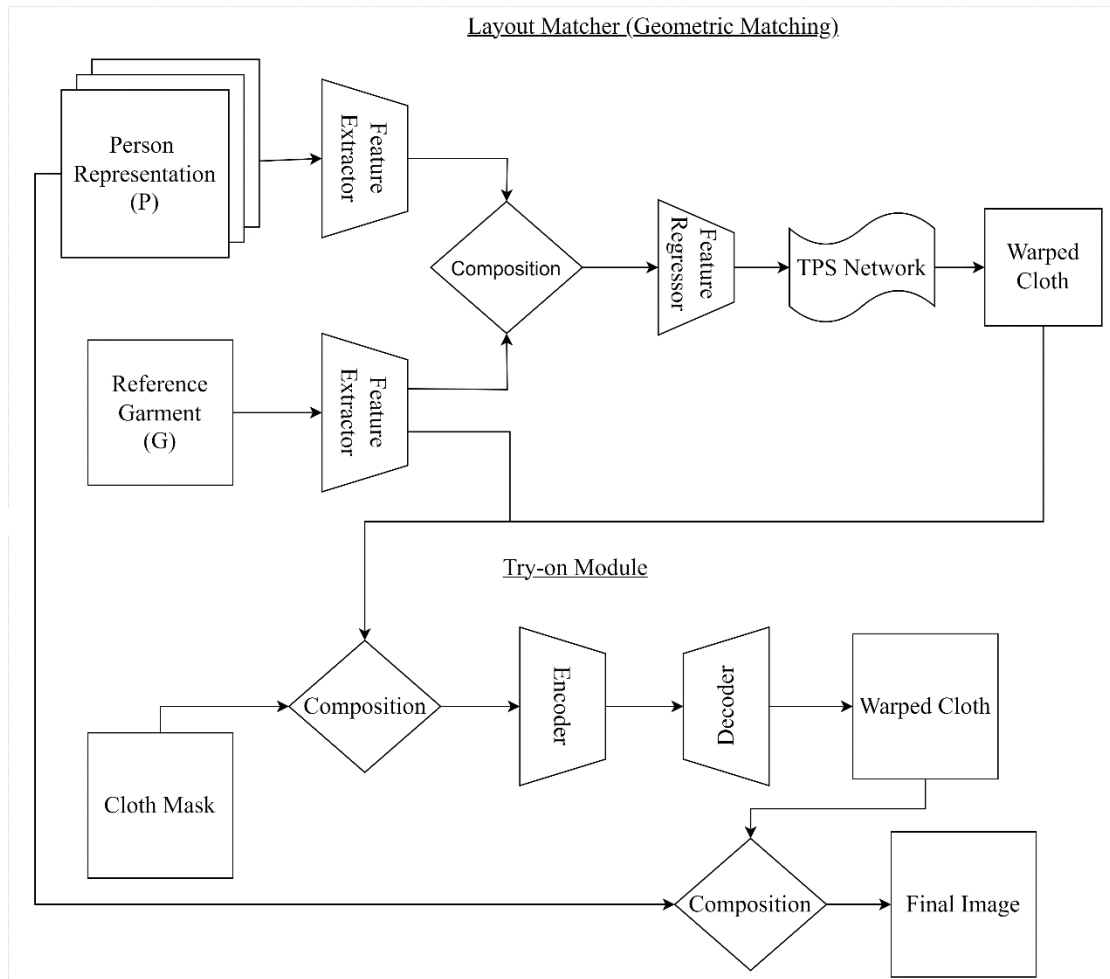 Layout Matcher (Geometric Matching)
Person
Representation
(P)
Feature
Extractor
Composition
Feature
Regressor
TPS Network
Warped
Cloth
Reference
Garment
(G)
Feature
Extractor
Try-on Module
Composition
Encoder
Decoder
Warped Cloth
Cloth Mask
Composition
Final Image